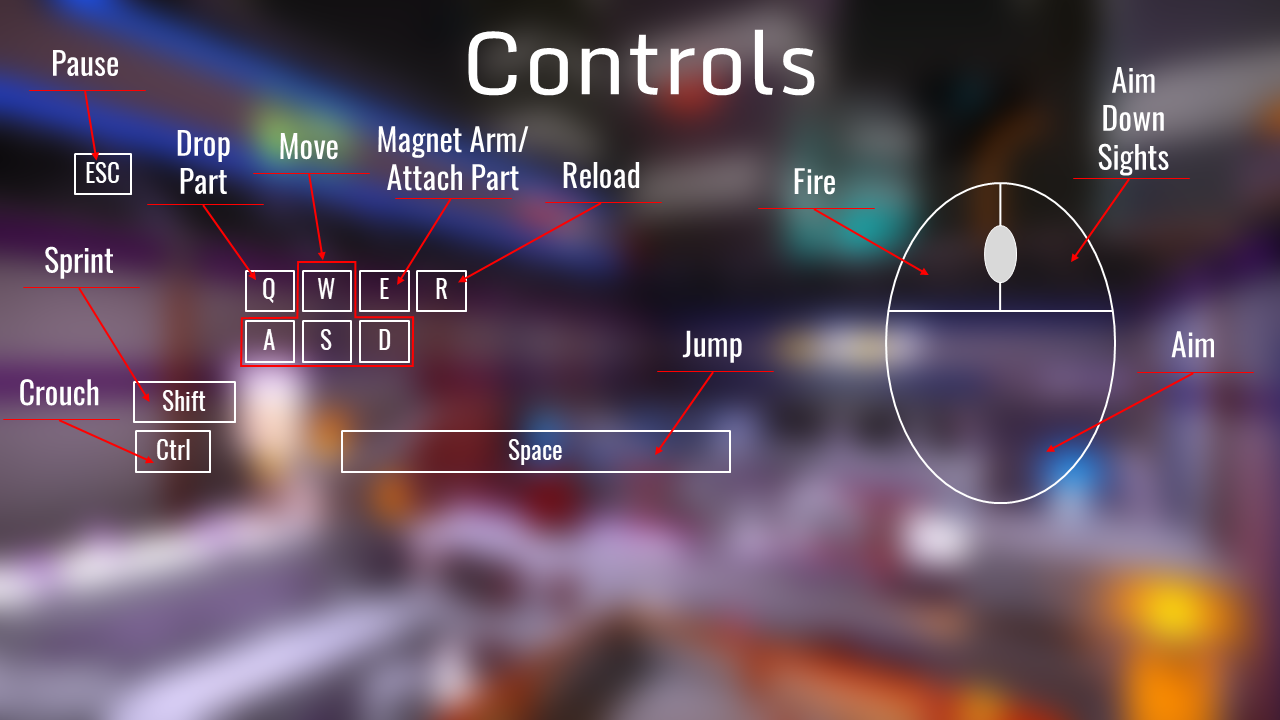 Controls
Pause
Aim
Down
Sights
Drop
Part
Move
Magnet Arm/
Attach Part
Reload
Fire
ESC
Sprint
Q
W
E
R
A
S
D
Jump
Aim
Crouch
Shift
Ctrl
Space